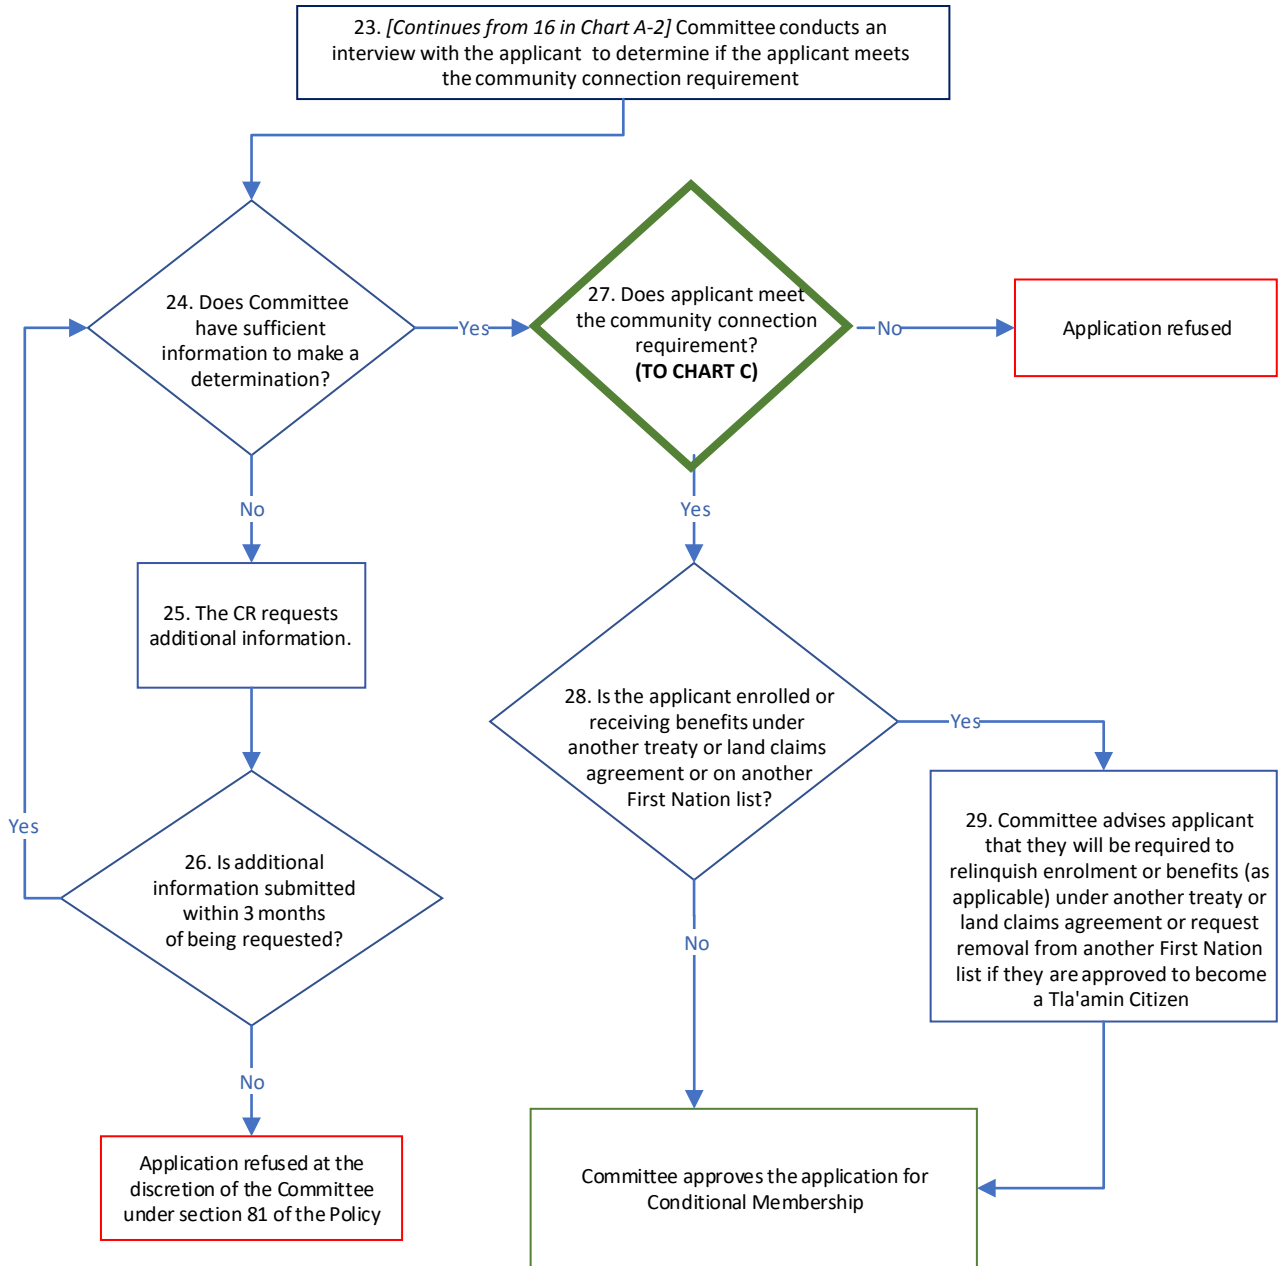 23. [Continues from 16 in Chart A-2] Committee conducts an
interview with the applicant to determine if the applicant meets
the community connection requirement
24. Does Committee
have sufficient
information to make a
determination?
Yes
27. Does applicant meet
the community connection
requirement?
(TO CHART C)
No
Application refused
No
Yes
25. The CR requests
additional information.
28. Is the applicant enrolled or
receiving benefits under
another treaty or land claims
agreement or on another
First Nation list?
Yes
Yes
26. Is additional
information submitted
within 3 months
of being requested?
29. Committee advises applicant
that they will be required to
relinquish enrolment or benefits (as
applicable) under another treaty or
land claims agreement or request
removal from another First Nation
list if they are approved to become
a Tla'amin Citizen
No
No
Application refused at the
discretion of the Committee
under section 81 of the Policy
Committee approves the application for
Conditional Membership